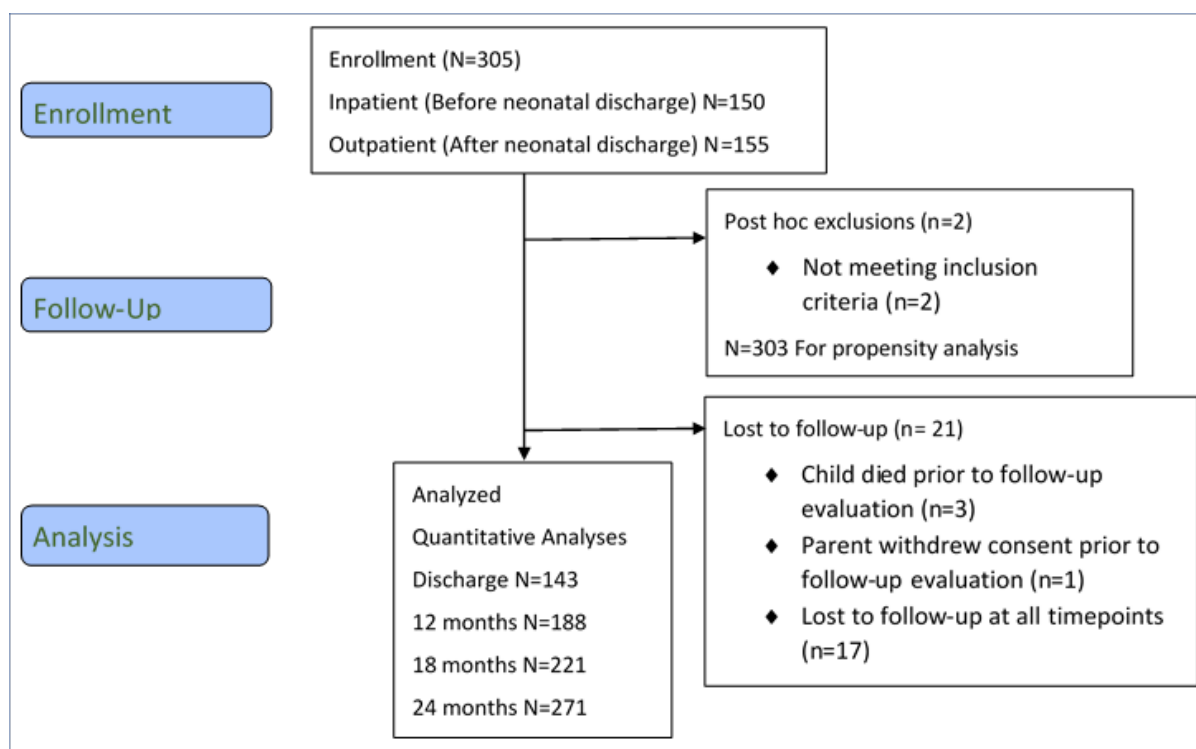 Enrollment
Enrollment (N=305)
Inpatient (Before neonatal discharge) N=150
Outpatient (After neonatal discharge) N=155
Post hoc exclusions (n=2)
♦ Not meeting inclusion
criteria (n=2)
N=303 For propensity analysis
Follow-Up
Lost to follow-up (n= 21)
♦ Child died prior to follow-up
evaluation (n=3)
♦ Parent withdrew consent prior to
follow-up evaluation (n=1)
♦ Lost to follow-up at all timepoints
(n=17)
Analysis
Analyzed
Quantitative Analyses
Discharge N=143
12 months N=188
18 months N=221
24 months N=271